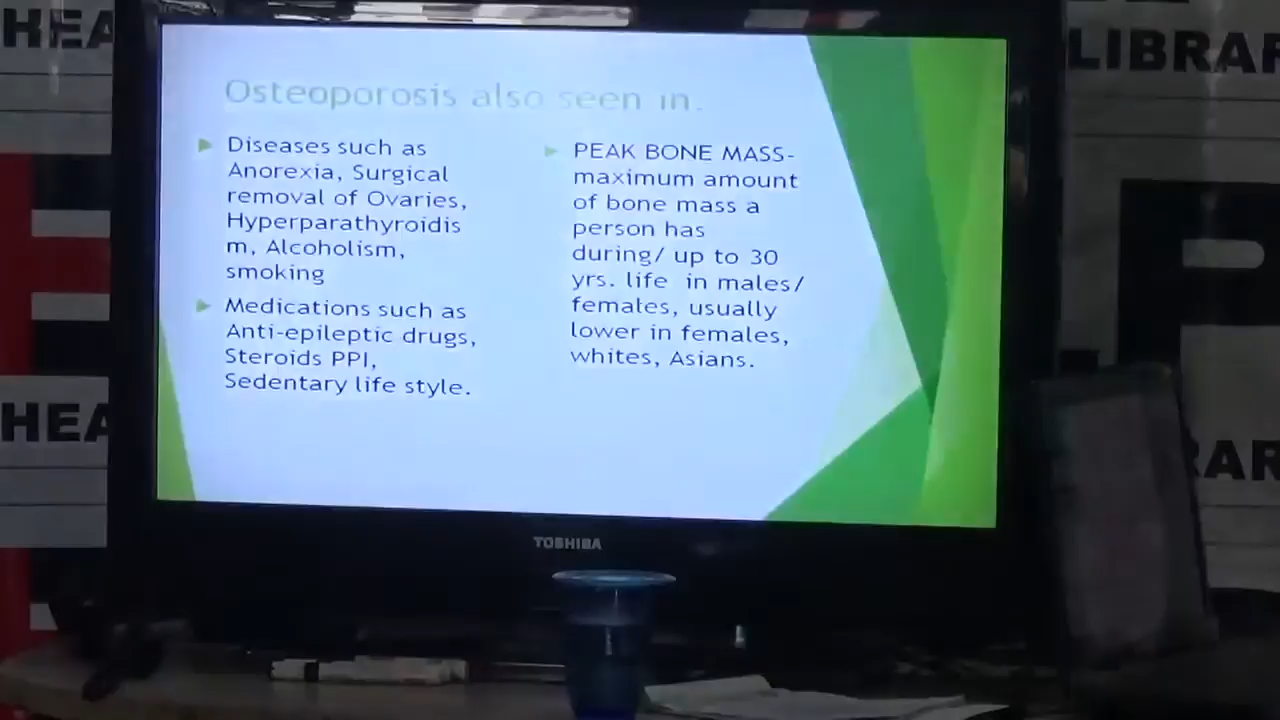 HEA
LIBRAR
Osteoporosis also seen in.
Diseases such as
Anorexia, Surgical
removal of Ovaries,
Hyperparathyroidis
m, Alcoholism,
smoking
Medications such as
Anti-epileptic drugs,
Steroids PPI,
Sedentary life style.
PEAK BONE MASS-
maximum amount
of bone mass a
person has
during/ up to 30
yrs. life in males/
females, usually
lower in females,
whites, Asians.
HEA
RAR
TOSHIBA